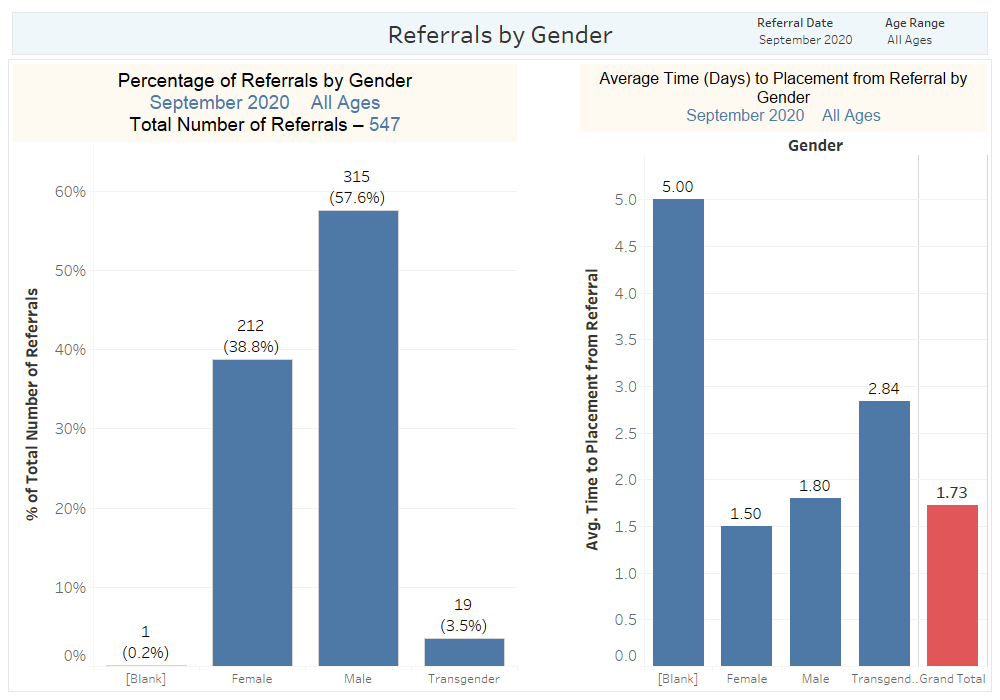 Referrals by Gender
Referral Date
September 2020
Age Range
All Ages
Percentage of Referrals by Gender
September 2020 All Ages
Total Number of Referrals – 547
% of Total Number of Referrals
60%
50%
40%
30%
20%
10%
0%
1
(0.2%)
212
(38.8%)
315
(57.6%)
19
(3.5%)
[Blank]
Female
Male
Transgender
Average Time (Days) to Placement from Referral by
Gender
September 2020 All Ages
Gender
Avg. Time to Placement from Referral
5.0
4.5
4.0
3.5
3.0
2.5
2.0
1.5
1.0
0.5
0.0
5.00
1.50
1.80
2.84
1.73
[Blank]
Female
Male
Transgend..
Grand Total